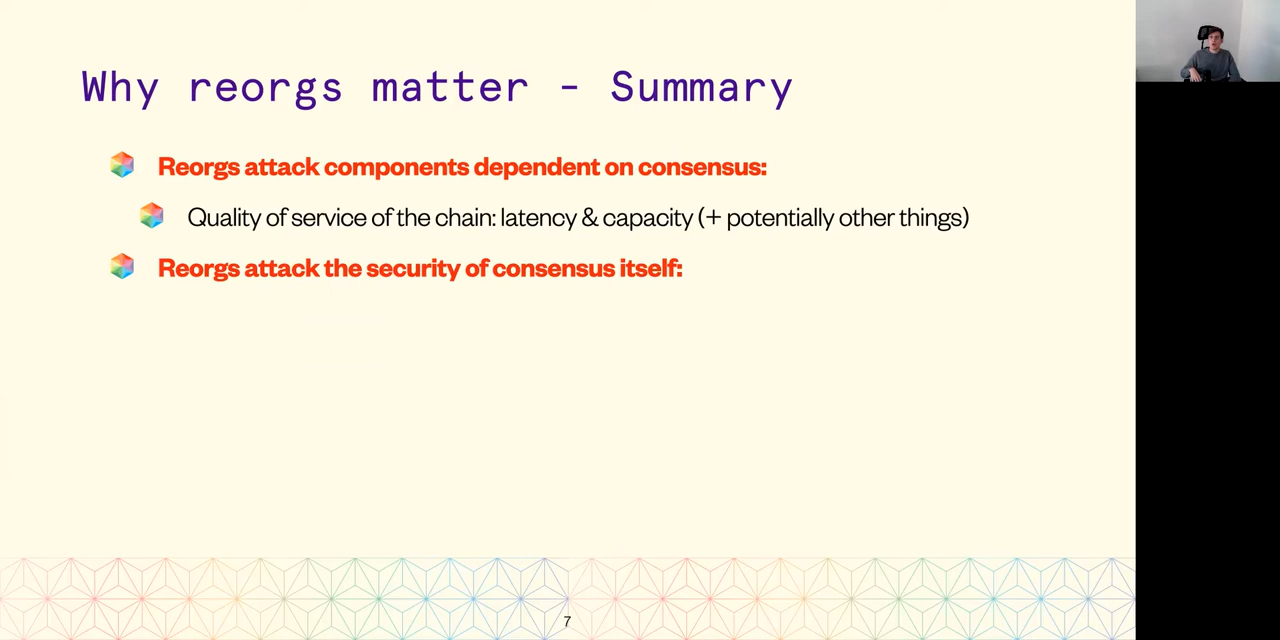 Why reorgs matter - Summary
Reorgs attack components dependent on consensus:
Quality of service of the chain: latency & capacity (+ potentially other things)
Reorgs attack the security of consensus itself:
7